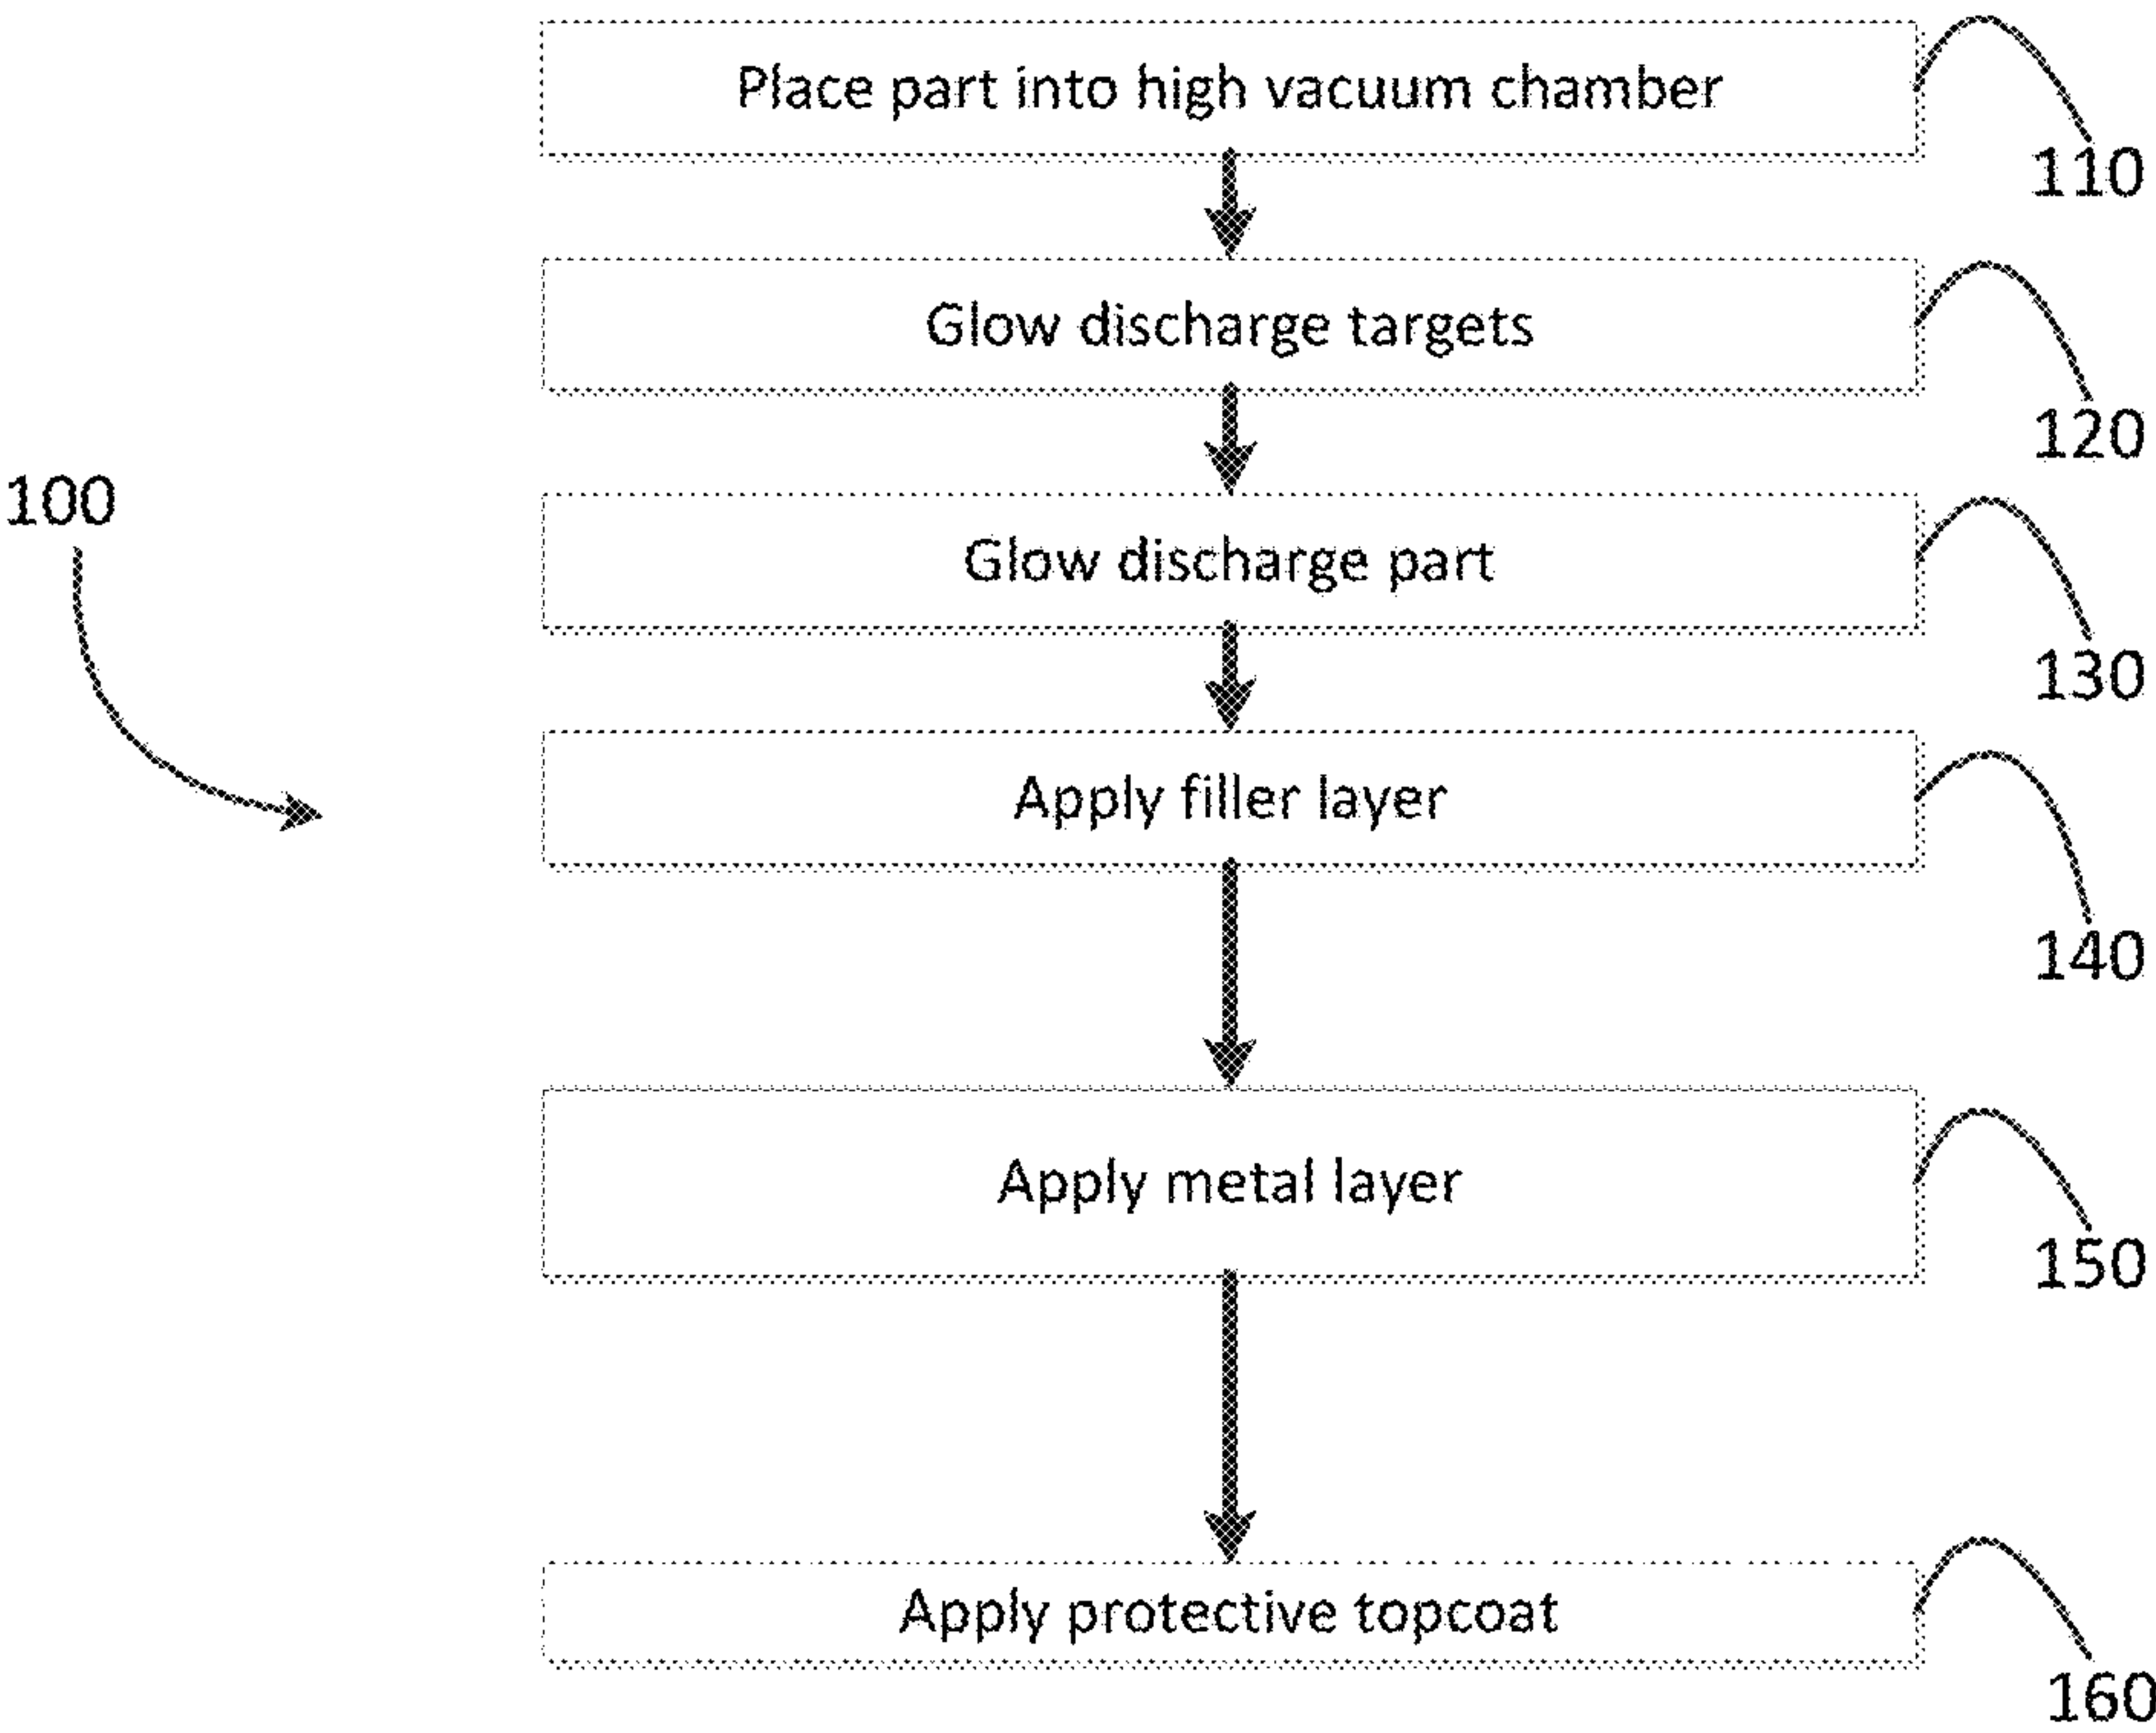 Place part into high vacuum chamber
110
Glow discharge targets
120
100
Glow discharge part
130
Apply filler layer
140
Apply metal layer
150
Apply protective topcoat
160